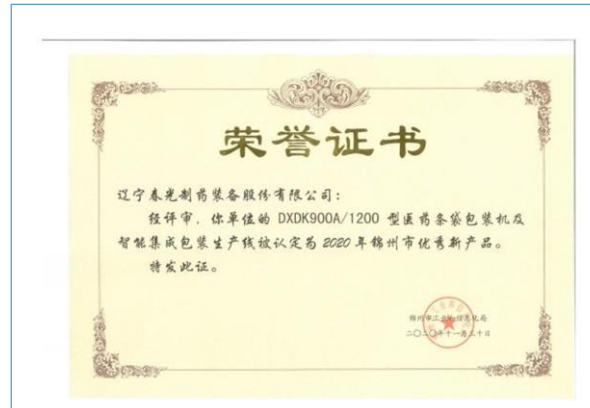 荣誉证书
辽宁春光制药装备股份有限公司：
经评审，你单位的 DXDK900A/1200 型医药条袋包装机及
智能集成包装生产线被认定为 2020 年锦州市优秀新产品。
特发此证。
锦州市工业和信息化局
二〇二〇年十一月三十日